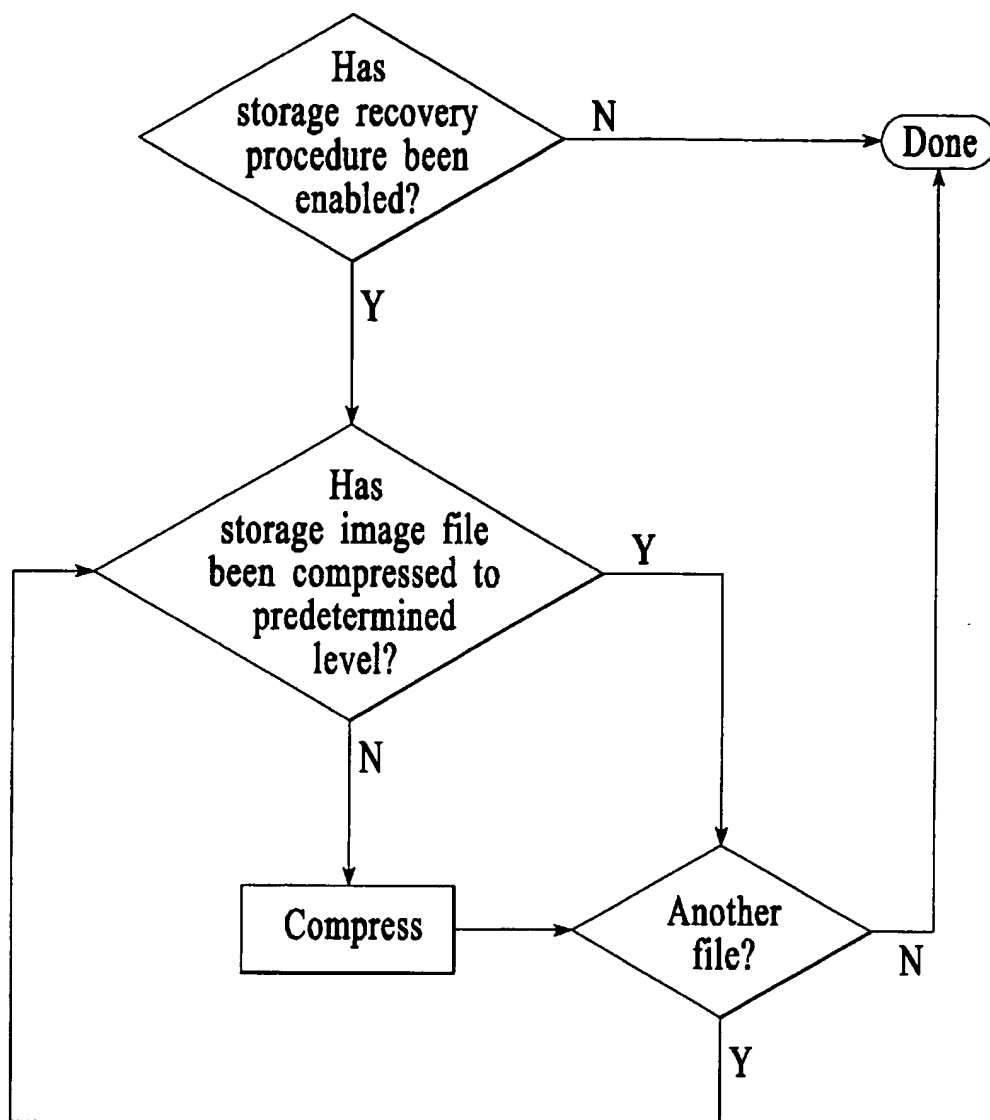 Has
storage recovery
procedure been
enabled?
N
Done
Y
Has
storage image file
been compressed to
predetermined
level?
Y
N
Compress
Another
file?
N
Y